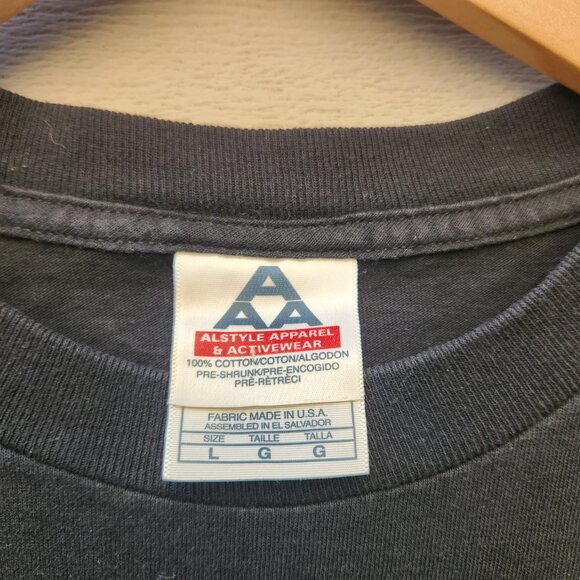 A
AAA
ALSTYLE APPAREL
& ACTIVEWEAR
100% COTTON/COTON/ALGODON
PRE-SHRUNK/PRE-ENCOGIDO
PRÉ-RÉTRÉCI
FABRIC MADE IN U.S.A.
ASSEMBLED IN EL SALVADOR
SIZE TAILLE TALLA
L G G